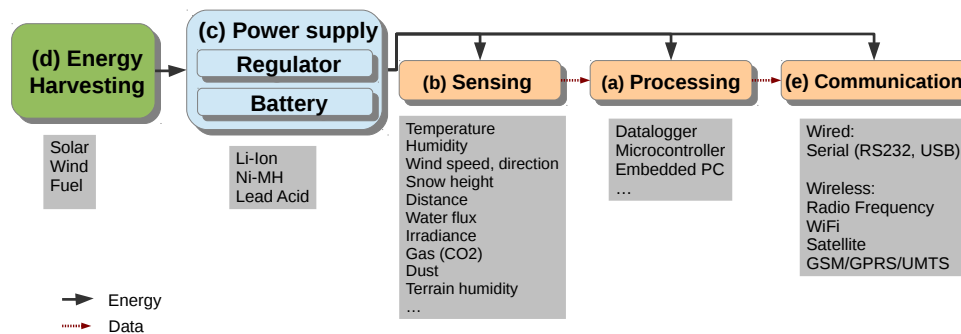 (d) Energy
Harvesting
Solar
Wind
Fuel
(c) Power supply
Regulator
Battery
Li-Ion
Ni-MH
Lead Acid
(b) Sensing
Temperature
Humidity
Wind speed, direction
Snow height
Distance
Water flux
Irradiance
Gas (CO2)
Dust
Terrain humidity
…
(a) Processing
Datalogger
Microcontroller
Embedded PC
…
(e) Communication
Wired:
Serial (RS232, USB)
Wireless:
Radio Frequency
WiFi
Satellite
GSM/GPRS/UMTS
Energy
Data